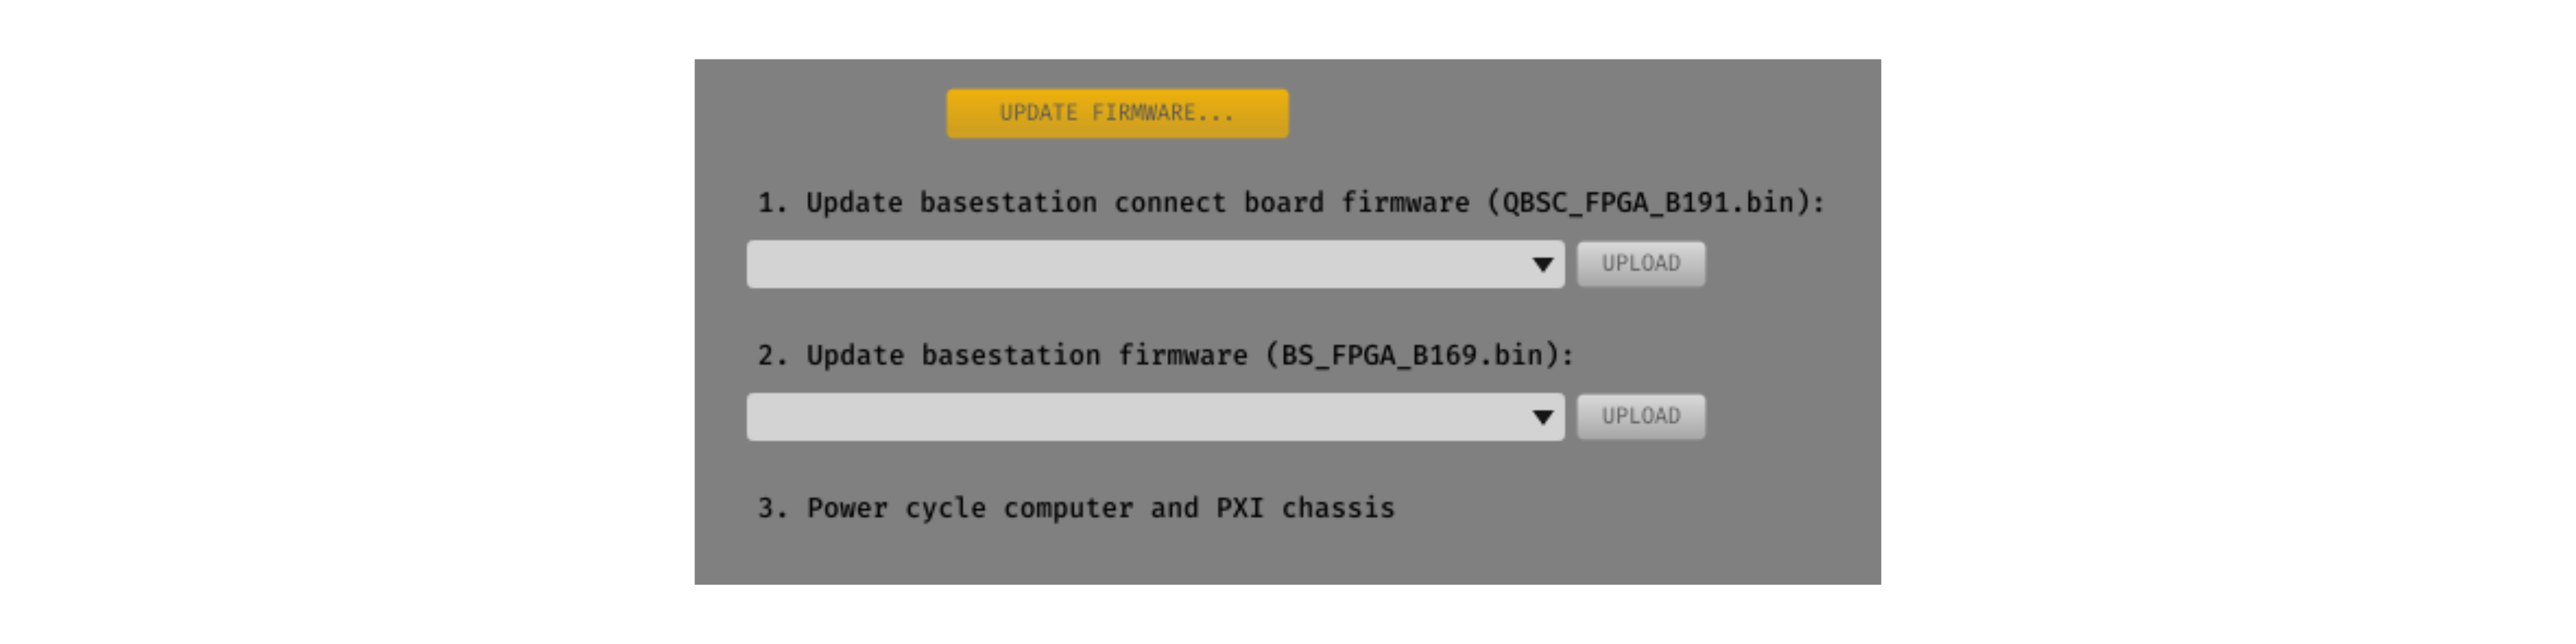 UPDATE FIRMWARE...
1. Update basestation connect board firmware (QBSC_FPGA_B191.bin):
UPLOAD
2. Update basestation firmware (BS_FPGA_B169.bin):
UPLOAD
3. Power cycle computer and PXI chassis